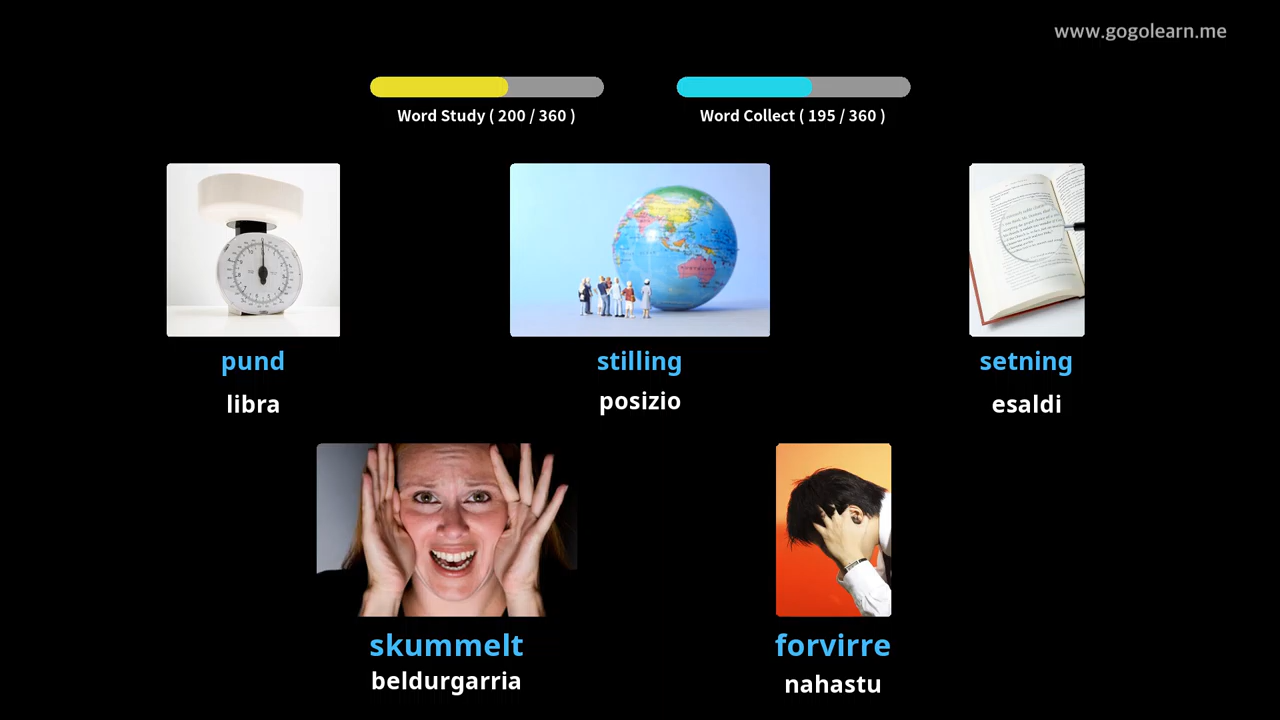 www.gogolearn.me
Word Study ( 200 / 360 )
Word Collect ( 195 / 360 )
pund
libra
stilling
posizio
setning
esaldi
skummelt
beldurgarria
forvirre
nahastu